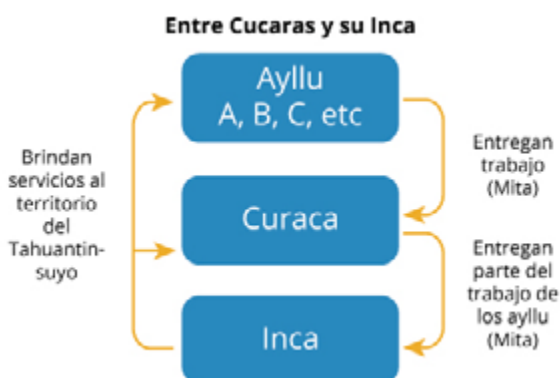 Entre Cucaras y su Inca
Ayllu
A, B, C, etc
Entregan
trabajo
(Mita)
Brindan
servicios al
territorio
del
Tahuantin-
suyo
Curaca
Entregan
parte del
trabajo de
los ayllu
(Mita)
Inca